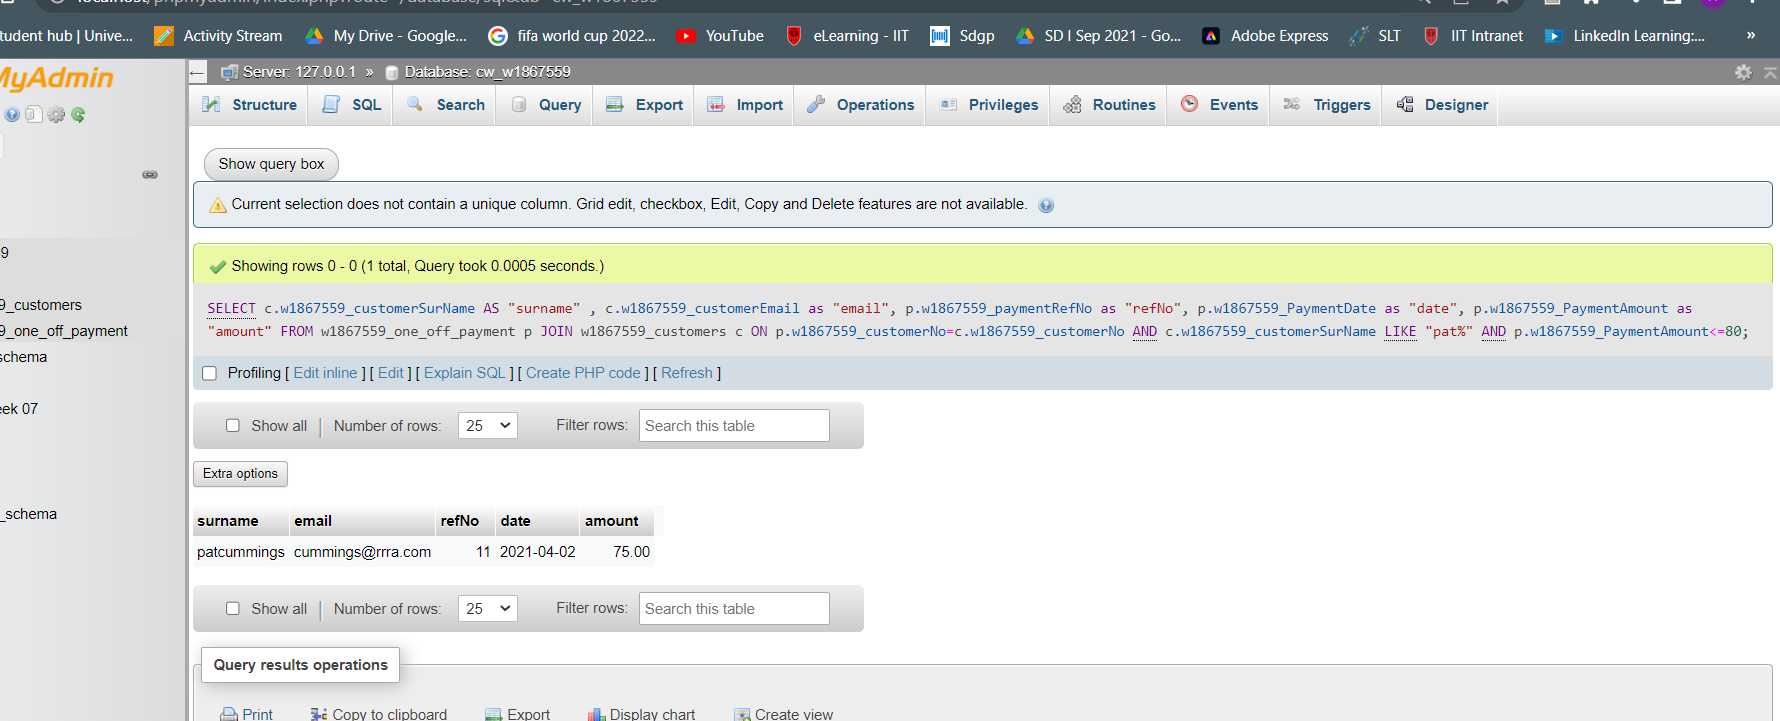 tudent hub | Unive... Activity Stream My Drive - Google... fifa world cup 2022... YouTube eLearning - IIT Sdgp SD I Sep 2021 - Go... Adobe Express SLT IIT Intranet LinkedIn Learning:... »
MyAdmin
← Server: 127.0.0.1 » Database: cw_w1867559
Structure SQL Search Query Export Import Operations Privileges Routines Events Triggers Designer
Show query box
Current selection does not contain a unique column. Grid edit, checkbox, Edit, Copy and Delete features are not available.
9
9_customers
9_one_off_payment
schema
eek 07
_schema
Showing rows 0 - 0 (1 total, Query took 0.0005 seconds.)
SELECT c.w1867559_customerSurName AS "surname" , c.w1867559_customerEmail as "email", p.w1867559_paymentRefNo as "refNo", p.w1867559_PaymentDate as "date", p.w1867559_PaymentAmount as
"amount" FROM w1867559_one_off_payment p JOIN w1867559_customers c ON p.w1867559_customerNo=c.w1867559_customerNo AND c.w1867559_customerSurName LIKE "pat%" AND p.w1867559_PaymentAmount<=80;
Profiling [ Edit inline ] [ Edit ] [ Explain SQL ] [ Create PHP code ] [ Refresh ]
Show all | Number of rows: 25 Filter rows: Search this table
Extra options
surname email refNo date amount
patcummings cummings@rrra.com 11 2021-04-02 75.00
Show all | Number of rows: 25 Filter rows: Search this table
Query results operations
Print Copy to clipboard Export Display chart Create view